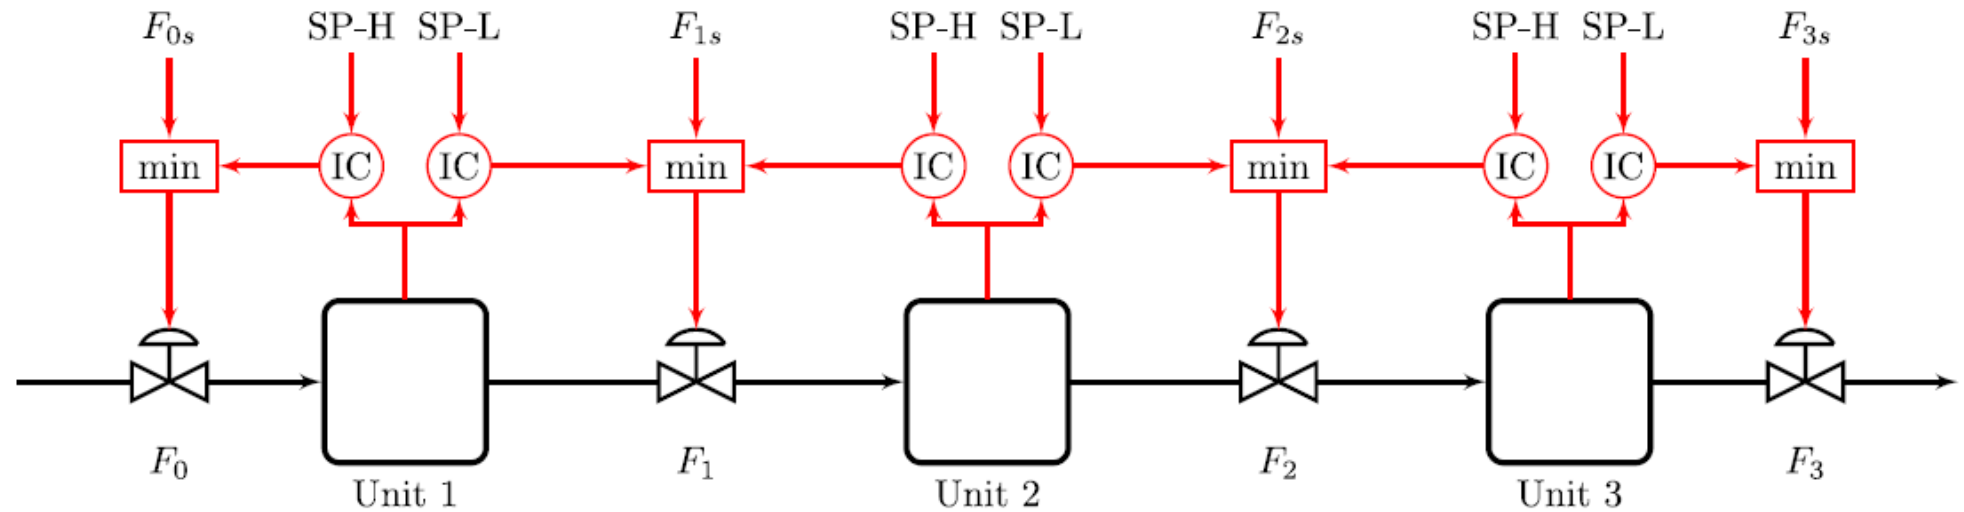 F0s SP-H SP-L F1s SP-H SP-L F2s SP-H SP-L F3s
min IC IC min IC IC min IC IC min
F0 F1 F2 F3
Unit 1 Unit 2 Unit 3